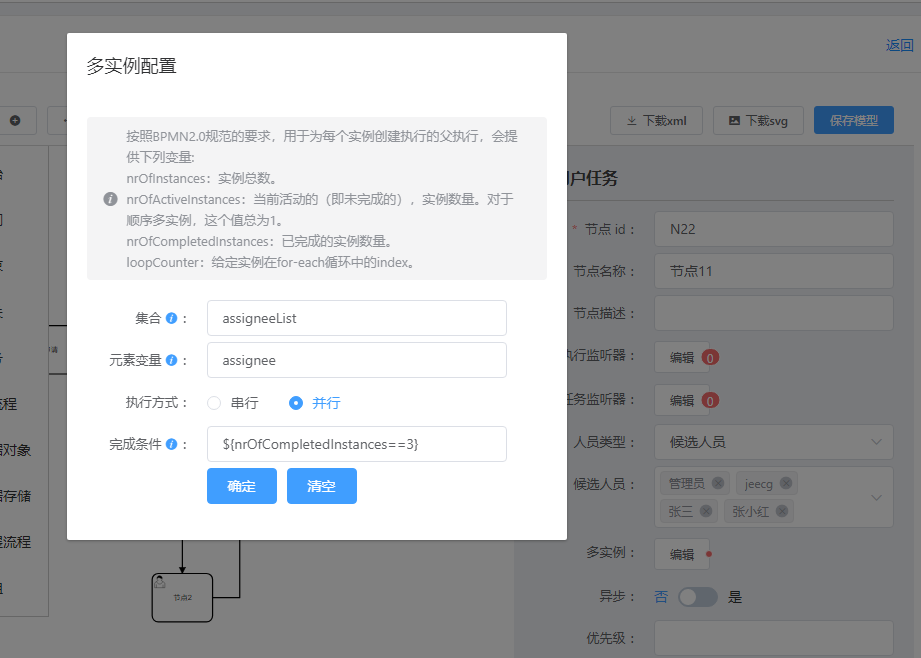 返回
多实例配置
按照BPMN2.0规范的要求，用于为每个实例创建执行的父执行，会提
供下列变量:
nrOfInstances：实例总数。
nrOfActiveInstances：当前活动的（即未完成的），实例数量。对于
顺序多实例，这个值总为1。
nrOfCompletedInstances：已完成的实例数量。
loopCounter：给定实例在for-each循环中的index。
集合 ：
assigneeList
元素变量 ：
assignee
执行方式：
串行
并行
完成条件 ：
${nrOfCompletedInstances==3}
确定
清空
下载xml
下载svg
保存模型
户任务
* 节点 id：
N22
节点名称：
节点11
节点描述：
执行监听器：
编辑
0
任务监听器：
编辑
0
人员类型：
候选人员
候选人员：
管理员
jeecg
张三
张小红
多实例：
编辑
异步：
否
是
优先级：
流程
对象
存储
流程
节点2